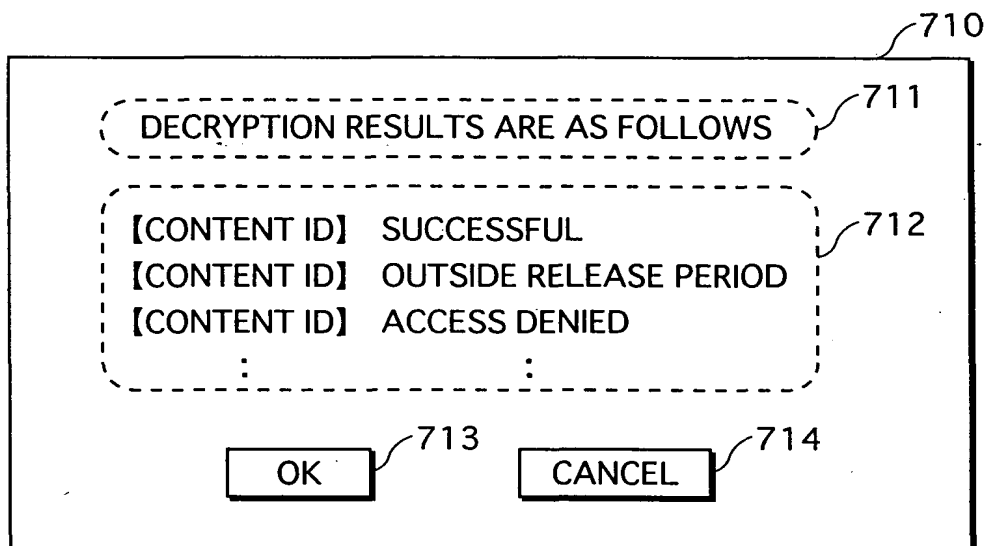 710
DECRYPTION RESULTS ARE AS FOLLOWS
711
【CONTENT ID】 SUCCESSFUL
712
【CONTENT ID】 OUTSIDE RELEASE PERIOD
【CONTENT ID】 ACCESS DENIED
: :
713
714
OK
CANCEL